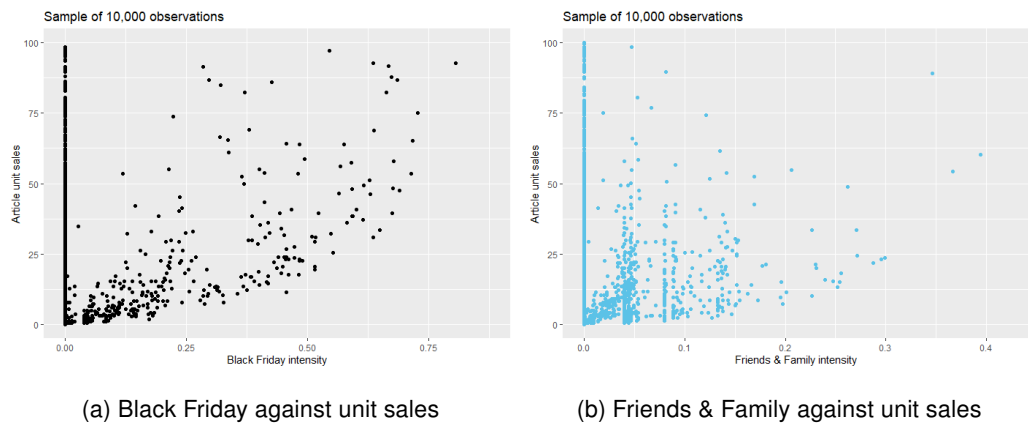 Sample of 10,000 observations
100
75
50
25
0
Article unit sales
0.00 0.25 0.50 0.75
Black Friday intensity
(a) Black Friday against unit sales
Sample of 10,000 observations
100
75
50
25
0
Article unit sales
0.0 0.1 0.2 0.3 0.4
Friends & Family intensity
(b) Friends & Family against unit sales